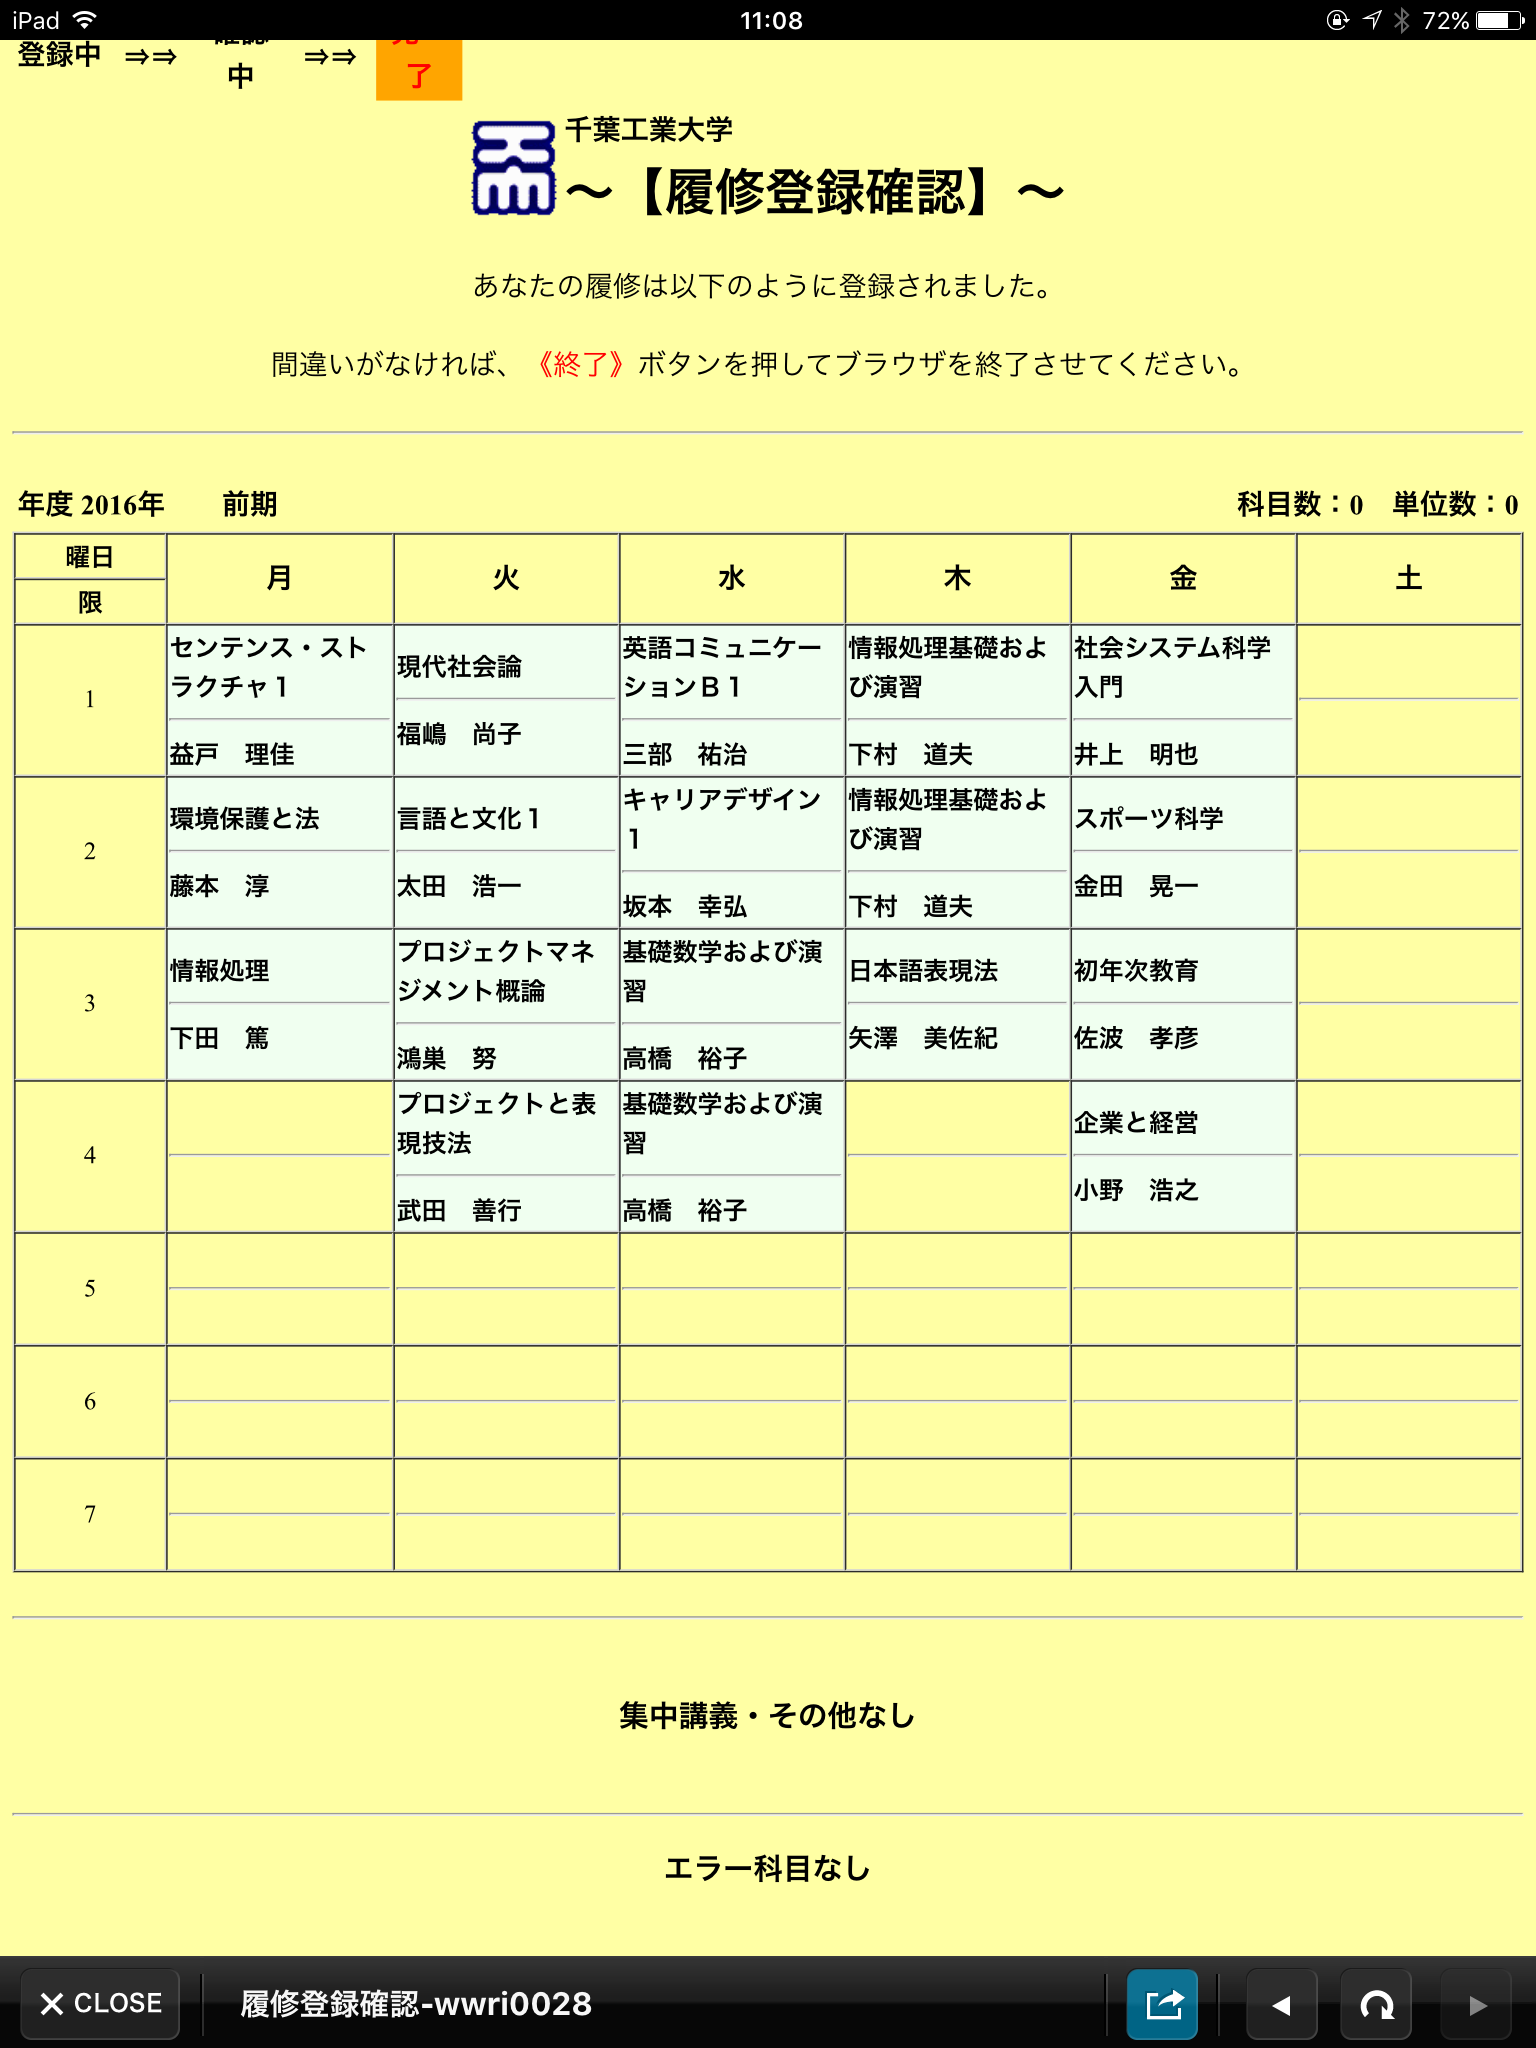 iPad 11:08 72%
登録中 ⇒⇒ 確認中 ⇒⇒ 完了
千葉工業大学
～【履修登録確認】～
あなたの履修は以下のように登録されました。
間違いがなければ、《終了》ボタンを押してブラウザを終了させてください。
年度 2016年 前期 科目数：0 単位数：0
曜日
限
月 火 水 木 金 土
1
センテンス・スト
ラクチャ１
益戸 理佳
現代社会論
福嶋 尚子
英語コミュニケー
ションＢ１
三部 祐治
情報処理基礎およ
び演習
下村 道夫
社会システム科学
入門
井上 明也
2
環境保護と法
藤本 淳
言語と文化１
太田 浩一
キャリアデザイン
１
坂本 幸弘
情報処理基礎およ
び演習
下村 道夫
スポーツ科学
金田 晃一
3
情報処理
下田 篤
プロジェクトマネ
ジメント概論
鴻巣 努
基礎数学および演
習
高橋 裕子
日本語表現法
矢澤 美佐紀
初年次教育
佐波 孝彦
4
プロジェクトと表
現技法
武田 善行
基礎数学および演
習
高橋 裕子
企業と経営
小野 浩之
5
6
7
集中講義・その他なし
エラー科目なし
CLOSE 履修登録確認-wwri0028